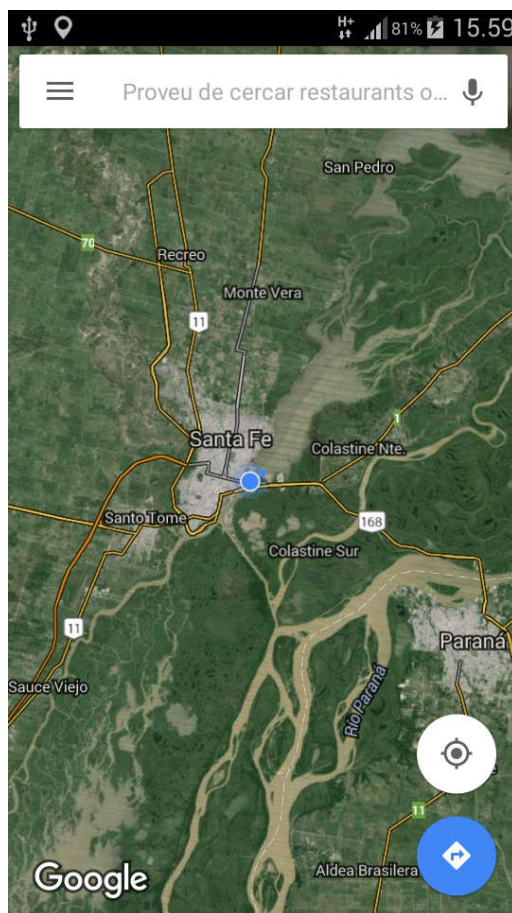 H+
81%
15.59
Proveu de cercar restaurants o...
San Pedro
70
Recreo
Monte Vera
11
1
Santa Fe
Colastine Nte.
Santo Tome
168
Colastine Sur
11
Paraná
Sauce Viejo
Río Paraná
11
Aldea Brasilera
Google